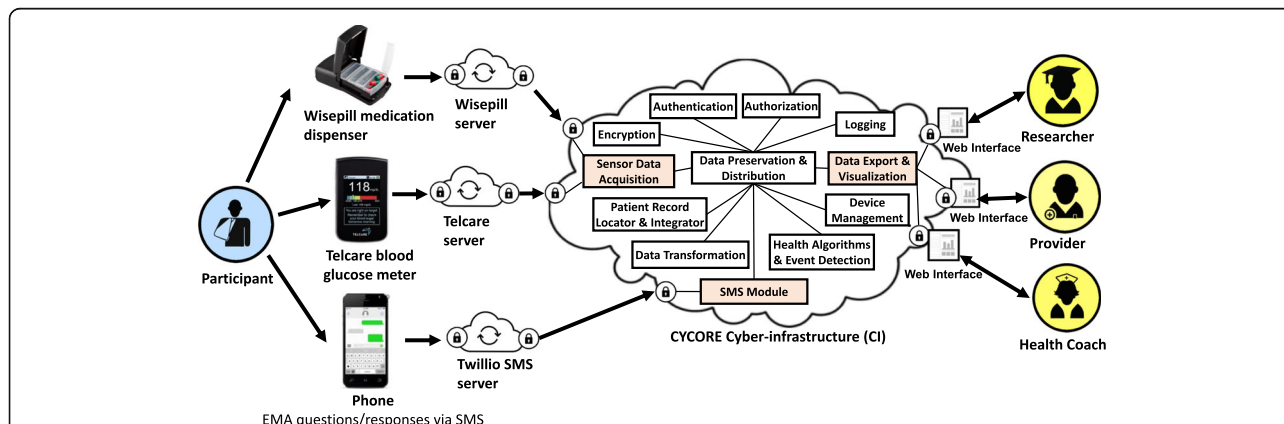 Wisepill medication
dispenser
Wisepill
server
118
TELCARE
Telcare blood
glucose meter
Telcare
server
Participant
Phone
EMA questions/responses via SMS
Twillio SMS
server
Authentication
Authorization
Encryption
Logging
Sensor Data
Acquisition
Data Preservation &
Distribution
Data Export &
Visualization
Patient Record
Locator & Integrator
Device
Management
Data Transformation
Health Algorithms
& Event Detection
SMS Module
CYCORE Cyber-infrastructure (CI)
Web Interface
Researcher
Web Interface
Provider
Web Interface
Health Coach